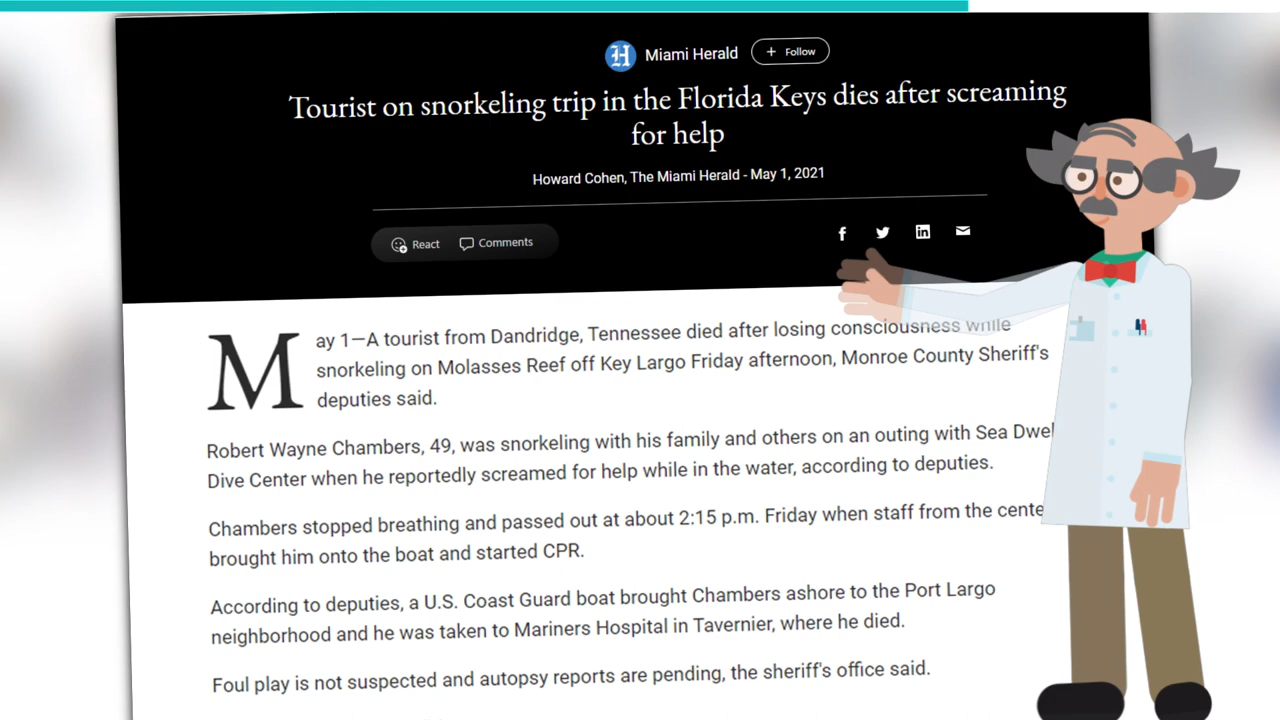 Miami Herald
+ Follow
Tourist on snorkeling trip in the Florida Keys dies after screaming
for help
Howard Cohen, The Miami Herald - May 1, 2021
React
Comments
May 1—A tourist from Dandridge, Tennessee died after losing consciousness while
snorkeling on Molasses Reef off Key Largo Friday afternoon, Monroe County Sheriff's
deputies said.
Robert Wayne Chambers, 49, was snorkeling with his family and others on an outing with Sea Dwel
Dive Center when he reportedly screamed for help while in the water, according to deputies.
Chambers stopped breathing and passed out at about 2:15 p.m. Friday when staff from the cente
brought him onto the boat and started CPR.
According to deputies, a U.S. Coast Guard boat brought Chambers ashore to the Port Largo
neighborhood and he was taken to Mariners Hospital in Tavernier, where he died.
Foul play is not suspected and autopsy reports are pending, the sheriff's office said.